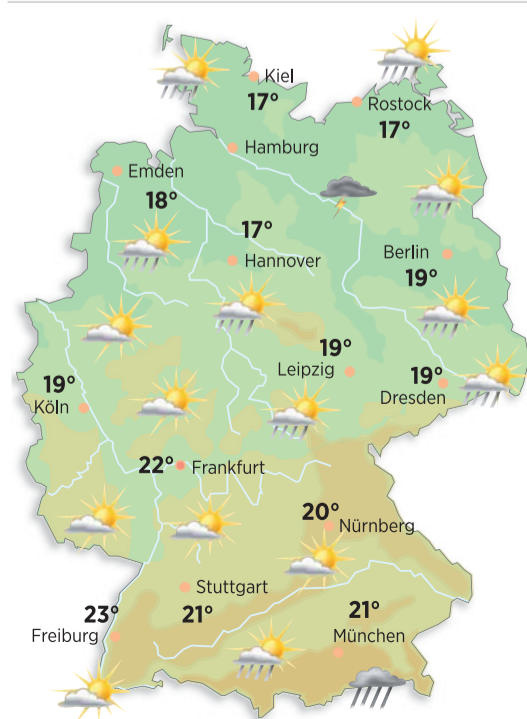 Kiel
17°
Rostock
17°
Hamburg
Emden
18°
17°
Hannover
Berlin
19°
19°
Leipzig
19°
Dresden
19°
Köln
22° Frankfurt
20°
Nürnberg
Stuttgart
21°
23°
Freiburg
21°
München